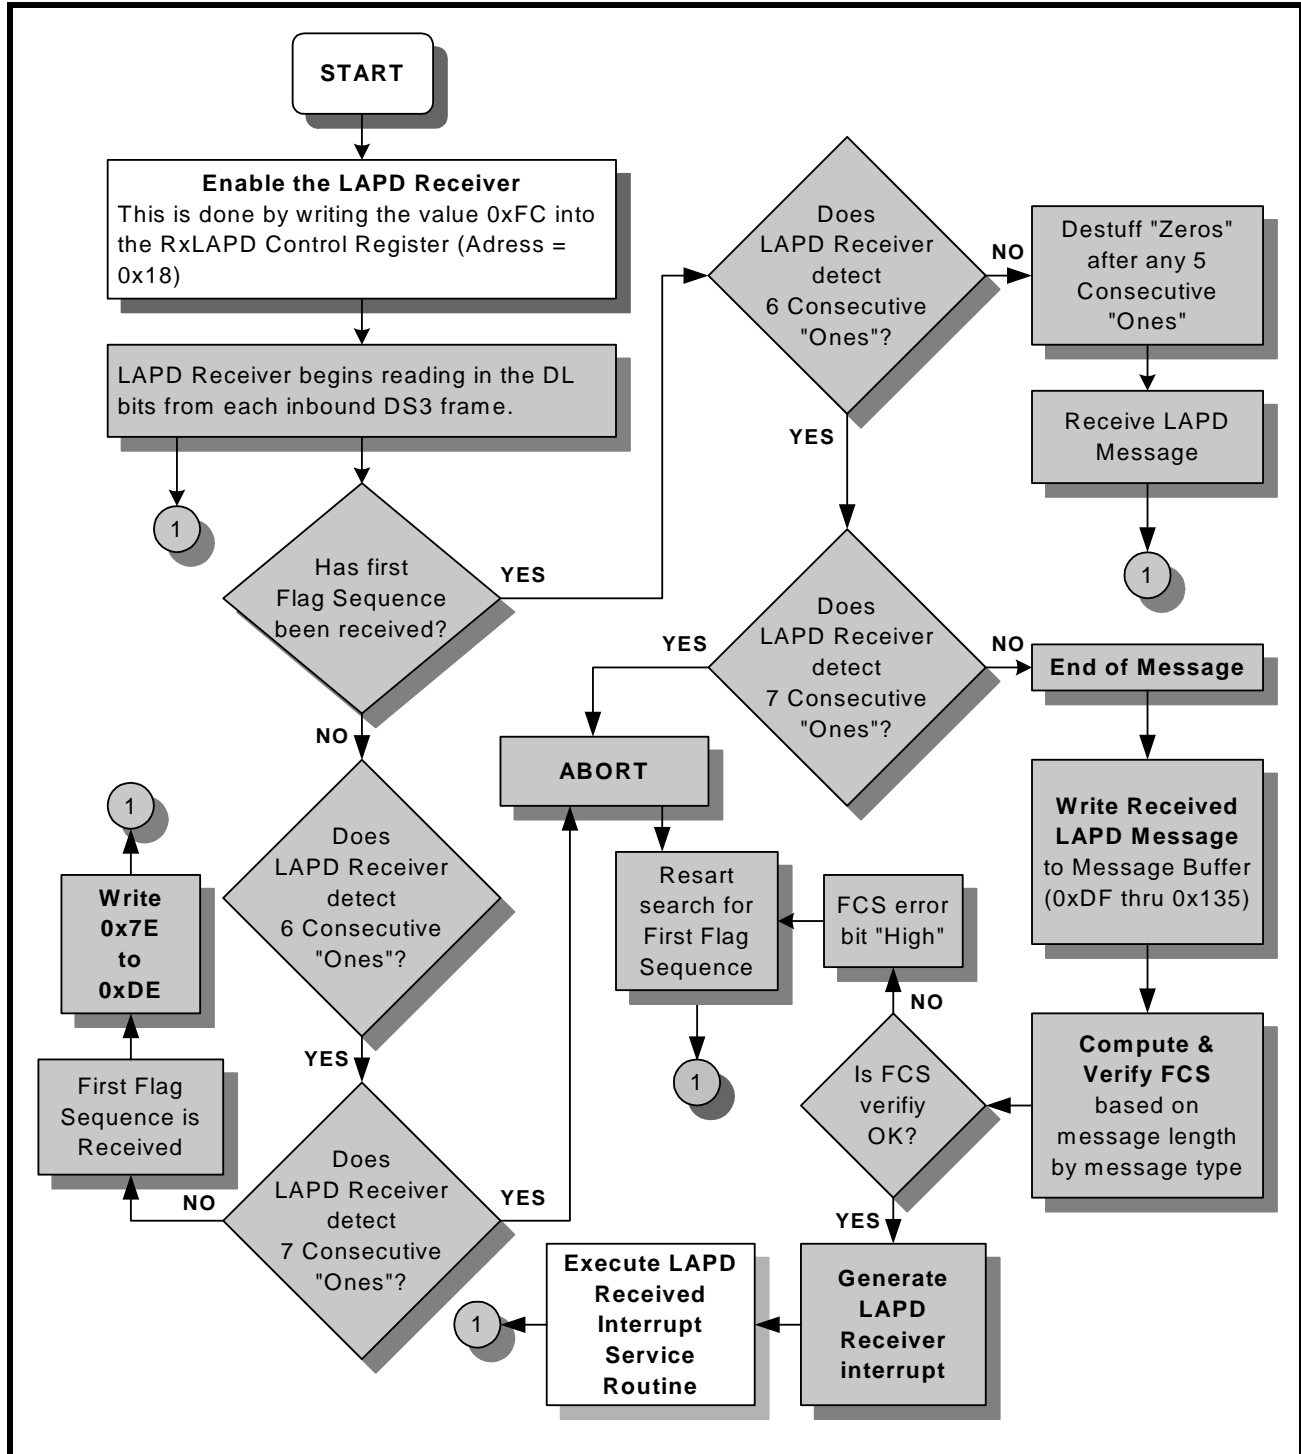 START
Enable the LAPD Receiver
This is done by writing the value 0xFC into
the RxLAPD Control Register (Adress =
0x18)
LAPD Receiver begins reading in the DL
bits from each inbound DS3 frame.
1
Has first
Flag Sequence
been received?
YES
NO
Does
LAPD Receiver
detect
6 Consecutive
"Ones"?
NO
YES
Destuff "Zeros"
after any 5
Consecutive
"Ones"
Receive LAPD
Message
1
Does
LAPD Receiver
detect
7 Consecutive
"Ones"?
YES
NO
End of Message
ABORT
Write Received
LAPD Message
to Message Buffer
(0xDF thru 0x135)
Compute &
Verify FCS
based on
message length
by message type
Is FCS
verifiy
OK?
NO
YES
FCS error
bit "High"
Resart
search for
First Flag
Sequence
1
Generate
LAPD
Receiver
interrupt
Execute LAPD
Received
Interrupt
Service
Routine
1
Does
LAPD Receiver
detect
6 Consecutive
"Ones"?
YES
Does
LAPD Receiver
detect
7 Consecutive
"Ones"?
YES
NO
First Flag
Sequence is
Received
Write
0x7E
to
0xDE
1